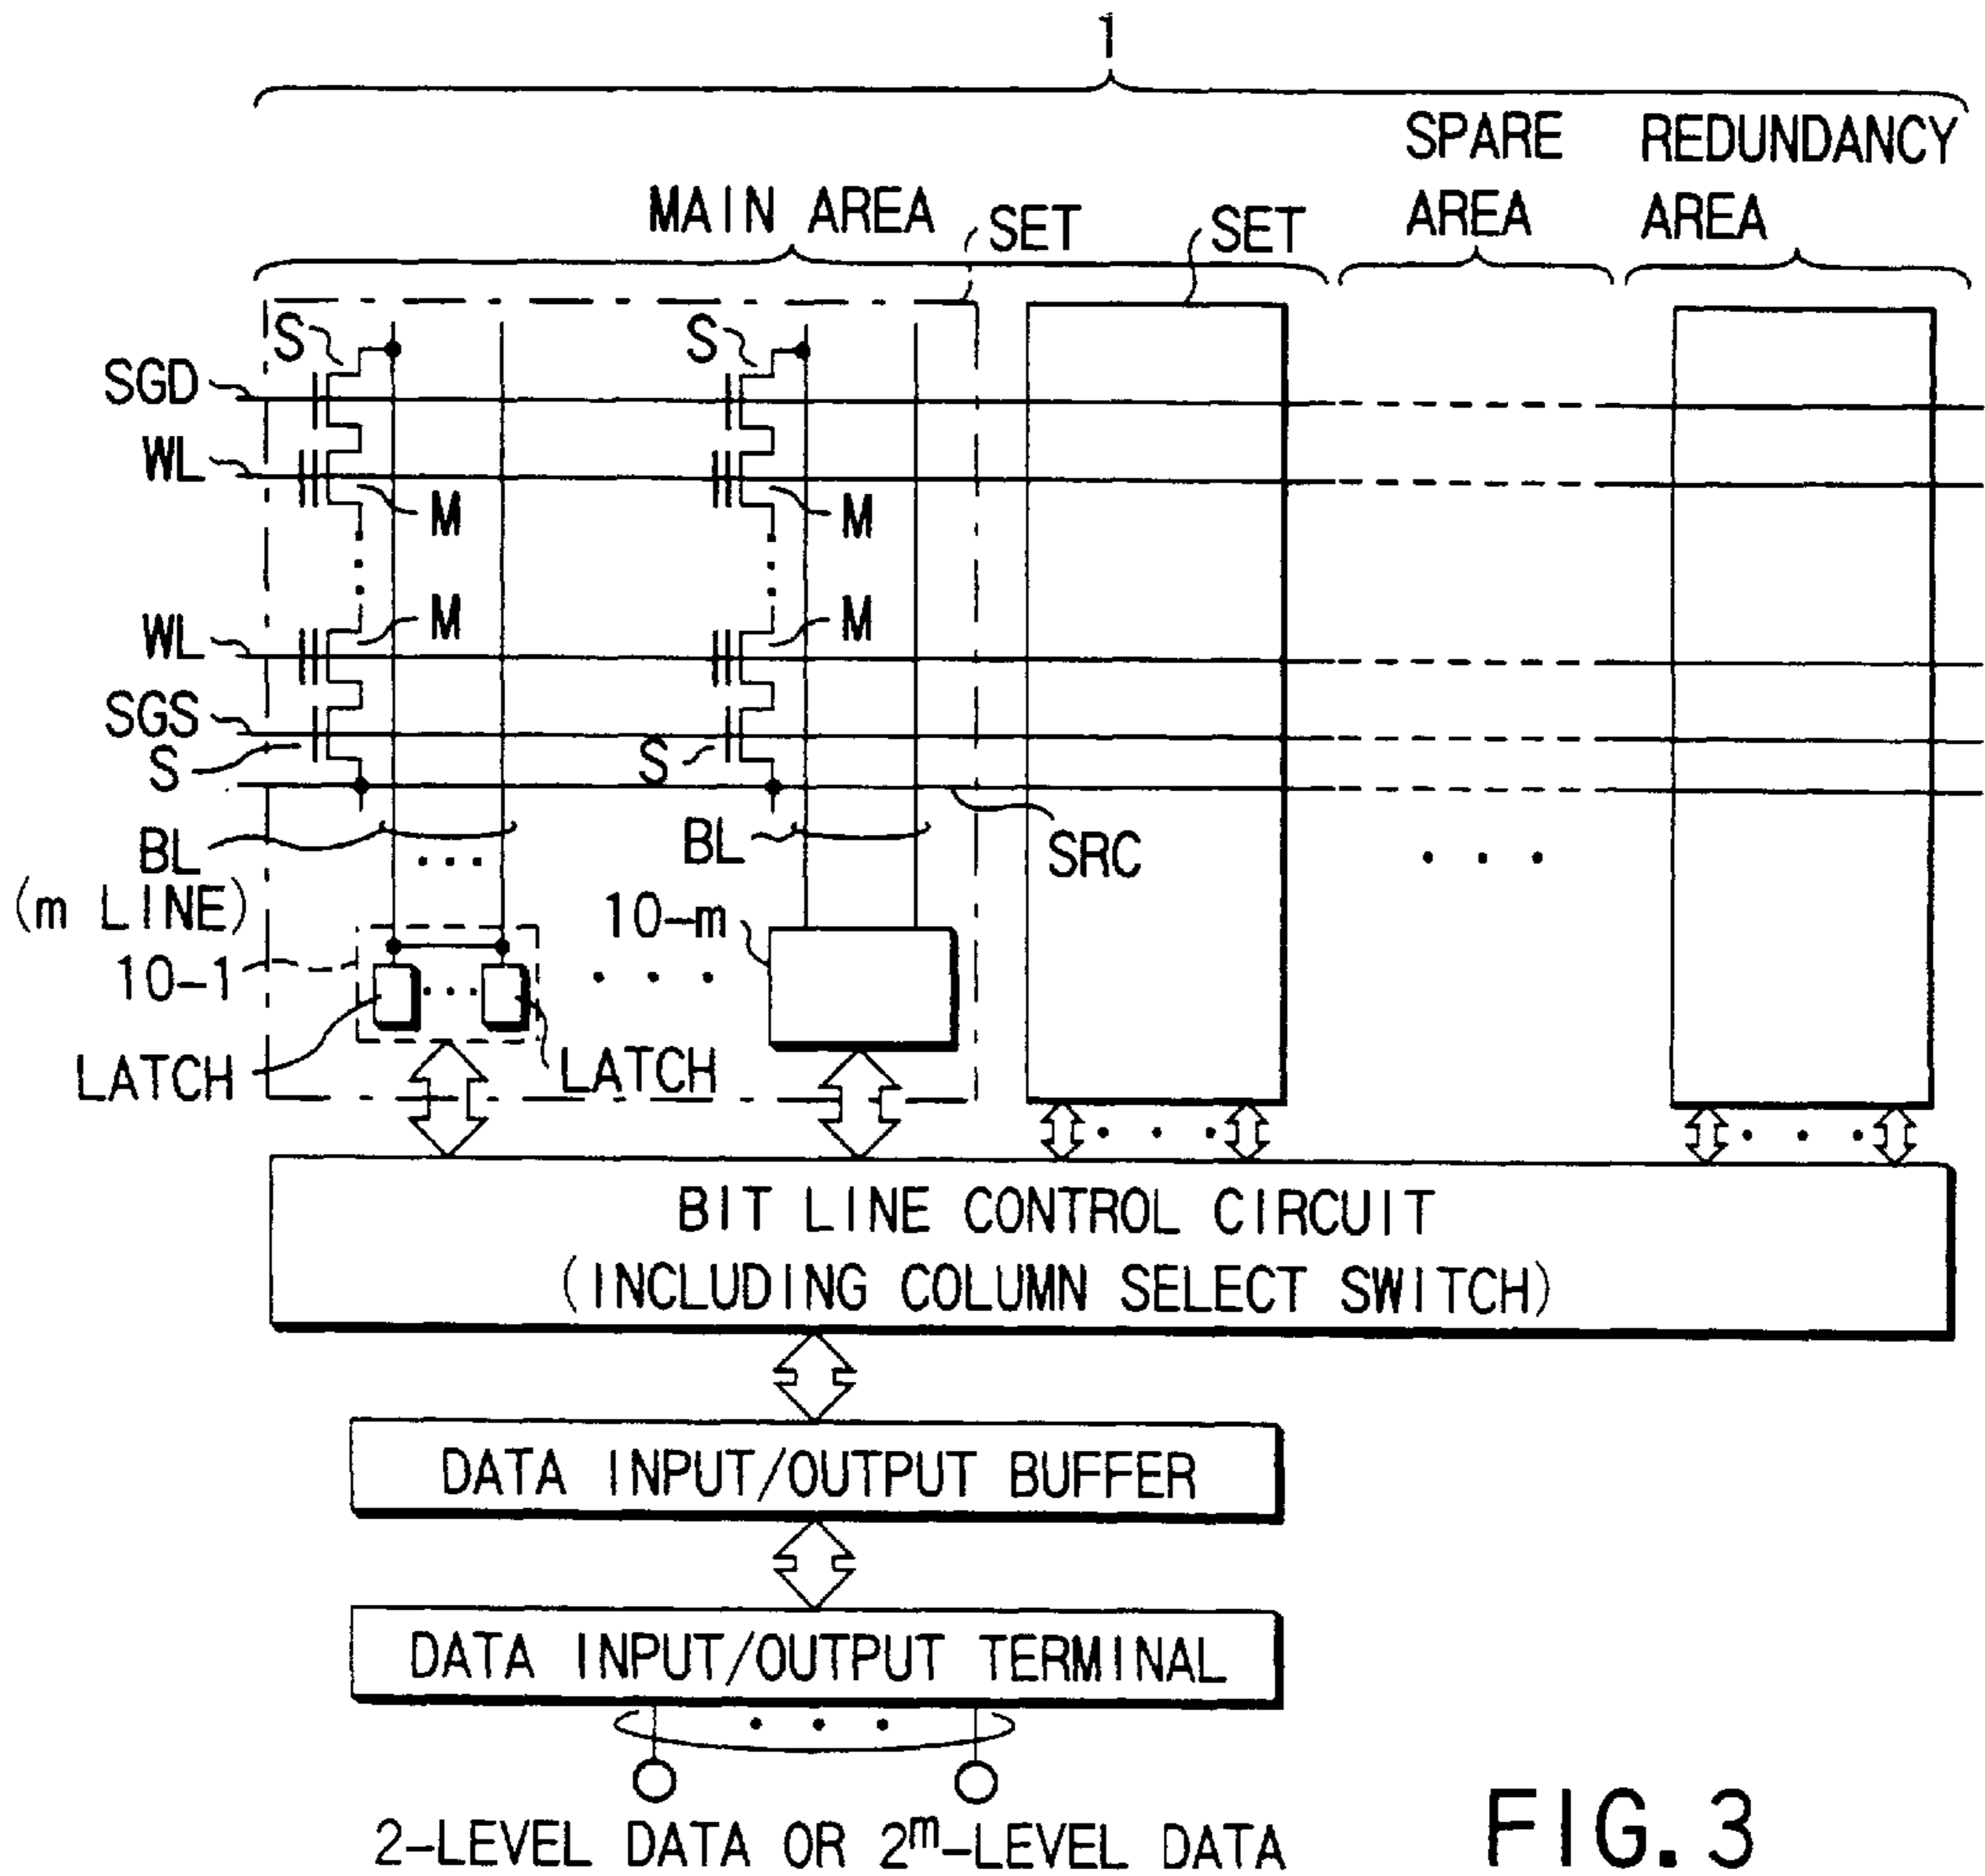 1
SPARE AREA
REDUNDANCY AREA
MAIN AREA
SET
SET
S
S
SGD
WL
M
M
WL
M
M
SGS
S
S
BL
(m LINE)
BL
SRC
10-1
10-m
LATCH
LATCH
BIT LINE CONTROL CIRCUIT
(INCLUDING COLUMN SELECT SWITCH)
DATA INPUT/OUTPUT BUFFER
DATA INPUT/OUTPUT TERMINAL
2-LEVEL DATA OR 2ᵐ-LEVEL DATA
FIG. 3